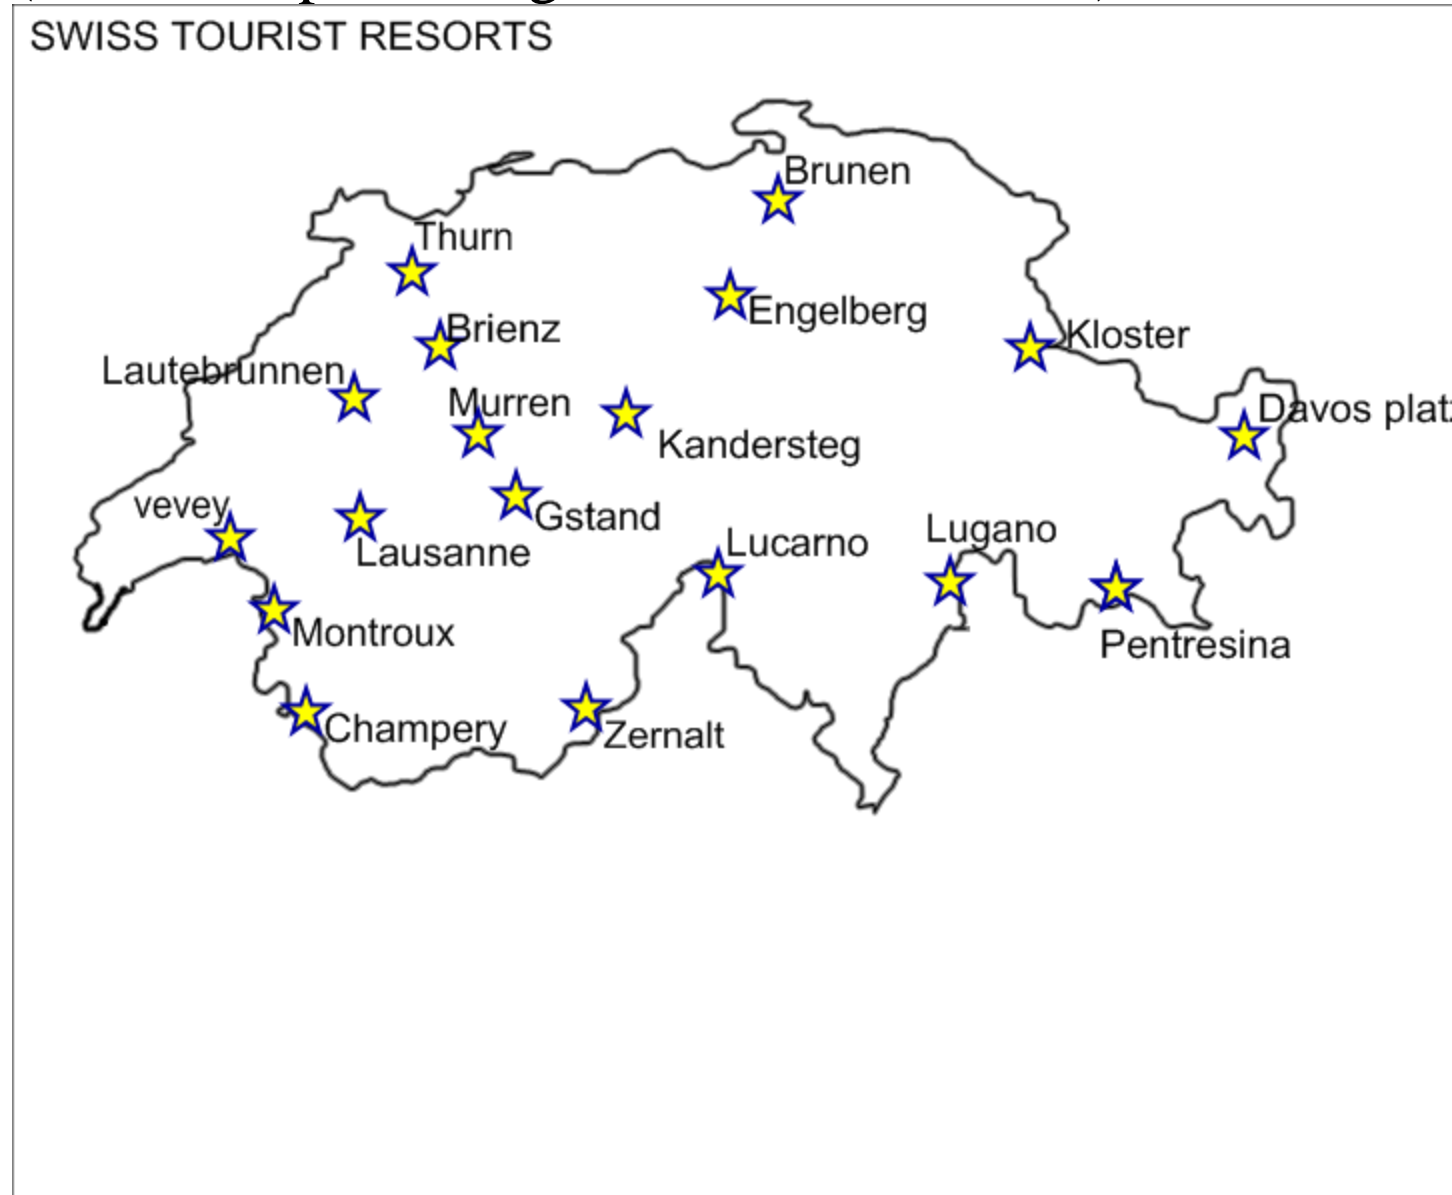 SWISS TOURIST RESORTS
Brunen
Thurn
Engelberg
Brienz
Kloster
Lautebrunnen
Murren
Davos platz
Kandersteg
vevey
Gstand
Lugano
Lucarno
Lausanne
Montroux
Pentresina
Champery
Zernalt